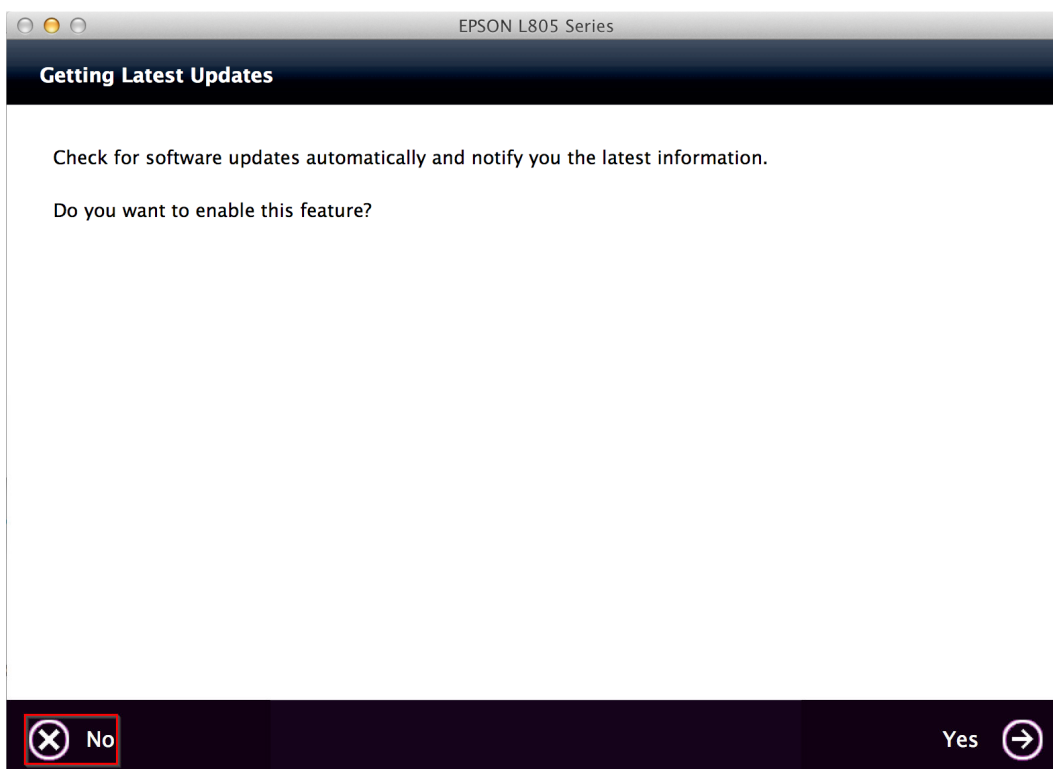 EPSON L805 Series
Getting Latest Updates
Check for software updates automatically and notify you the latest information.
Do you want to enable this feature?
No
Yes